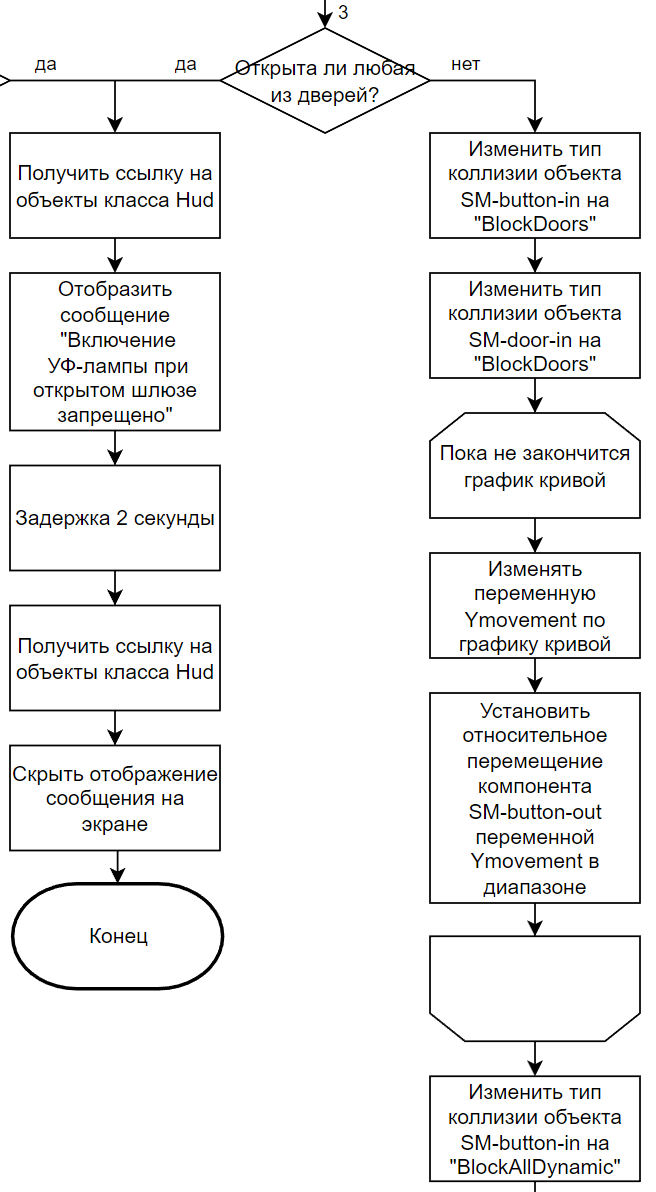 3
да
да
Открыта ли любая
из дверей?
нет
Получить ссылку на
объекты класса Hud
Отобразить
сообщение
"Включение
УФ-лампы при
открытом шлюзе
запрещено"
Задержка 2 секунды
Получить ссылку на
объекты класса Hud
Скрыть отображение
сообщения на
экране
Конец
Изменить тип
коллизии объекта
SM-button-in на
"BlockDoors"
Изменить тип
коллизии объекта
SM-door-in на
"BlockDoors"
Пока не закончится
график кривой
Изменять
переменную
Ymovement по
графику кривой
Установить
относительное
перемещение
компонента
SM-button-out
переменной
Ymovement в
диапазоне
Изменить тип
коллизии объекта
SM-button-in на
"BlockAllDynamic"